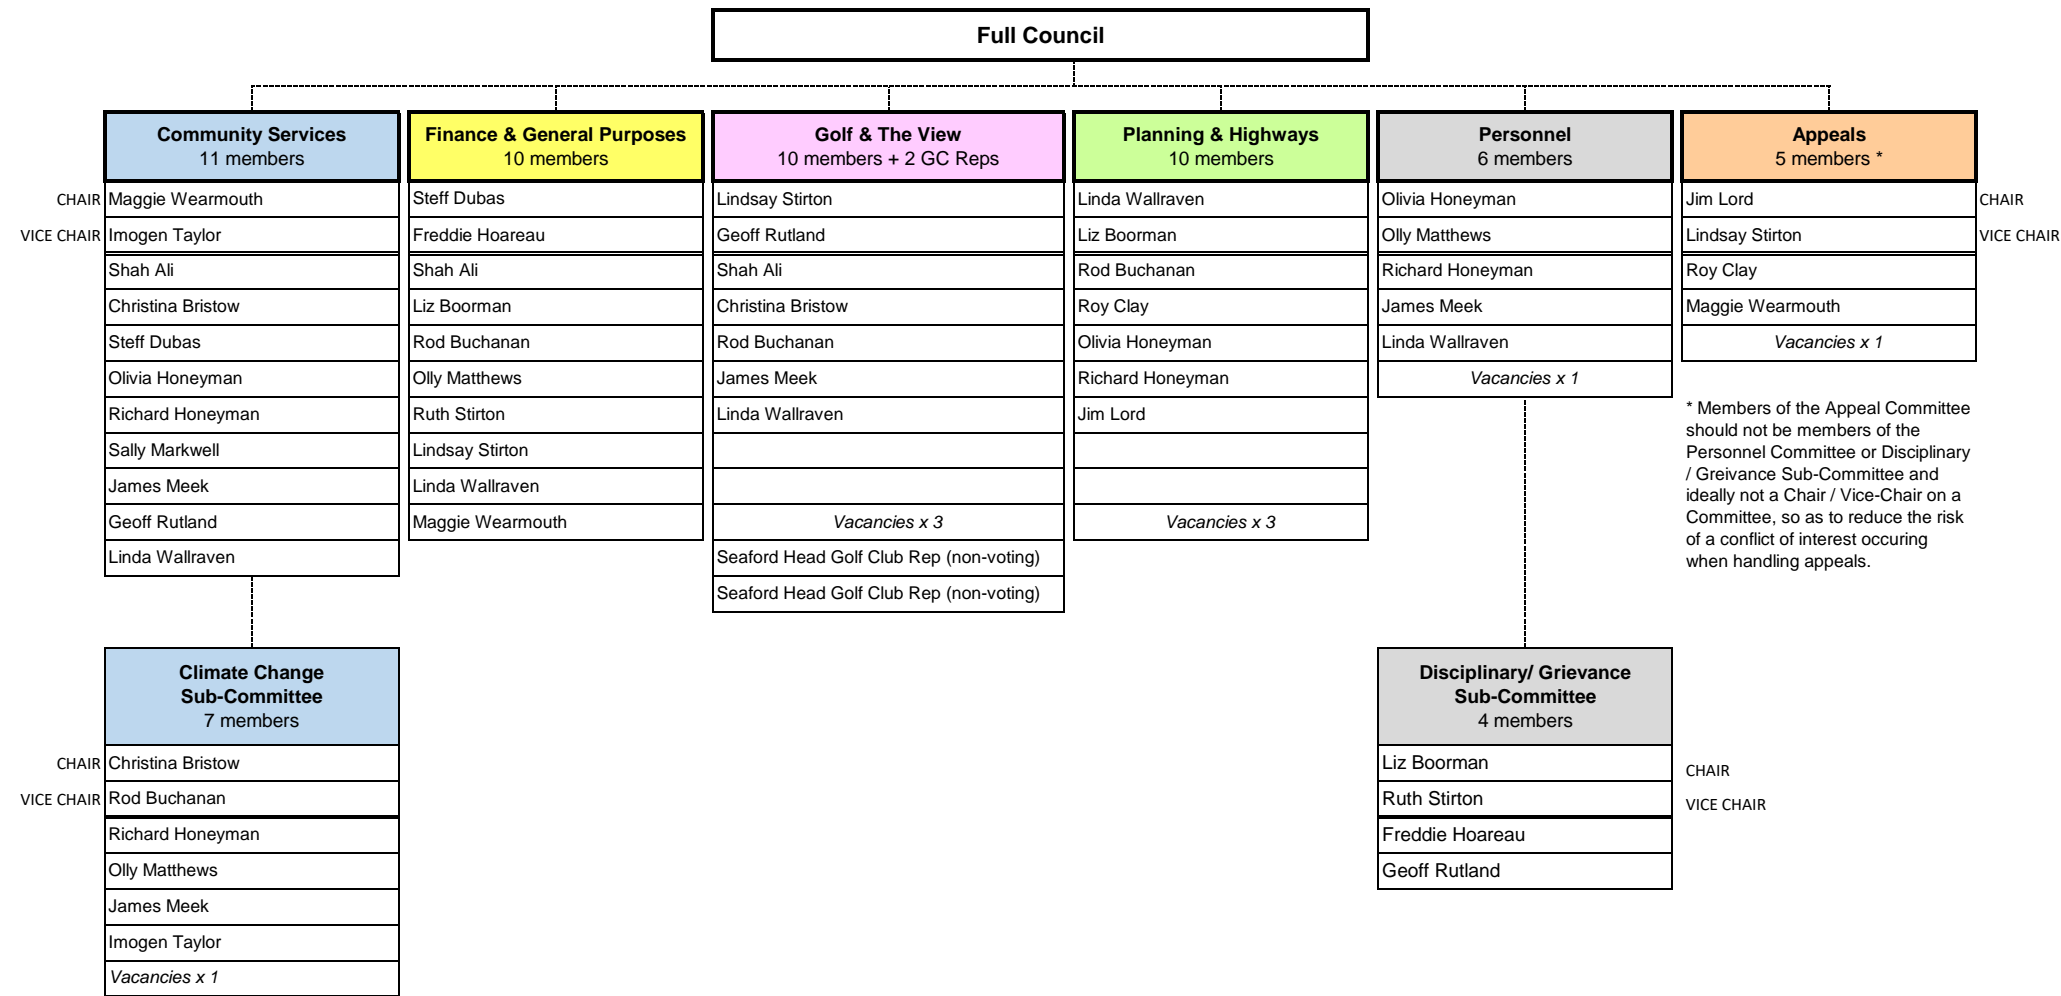 Full Council
Community Services
11 members
CHAIR Maggie Wearmouth
VICE CHAIR Imogen Taylor
Shah Ali
Christina Bristow
Steff Dubas
Olivia Honeyman
Richard Honeyman
Sally Markwell
James Meek
Geoff Rutland
Linda Wallraven
Finance & General Purposes
10 members
Steff Dubas
Freddie Hoareau
Shah Ali
Liz Boorman
Rod Buchanan
Olly Matthews
Ruth Stirton
Lindsay Stirton
Linda Wallraven
Maggie Wearmouth
Golf & The View
10 members + 2 GC Reps
Lindsay Stirton
Geoff Rutland
Shah Ali
Christina Bristow
Rod Buchanan
James Meek
Linda Wallraven
Vacancies x 3
Seaford Head Golf Club Rep (non-voting)
Seaford Head Golf Club Rep (non-voting)
Planning & Highways
10 members
Linda Wallraven
Liz Boorman
Rod Buchanan
Roy Clay
Olivia Honeyman
Richard Honeyman
Jim Lord
Vacancies x 3
Personnel
6 members
Olivia Honeyman
Olly Matthews
Richard Honeyman
James Meek
Linda Wallraven
Vacancies x 1
Appeals
5 members *
Jim Lord CHAIR
Lindsay Stirton VICE CHAIR
Roy Clay
Maggie Wearmouth
Vacancies x 1
* Members of the Appeal Committee
should not be members of the
Personnel Committee or Disciplinary
/ Greivance Sub-Committee and
ideally not a Chair / Vice-Chair on a
Committee, so as to reduce the risk
of a conflict of interest occuring
when handling appeals.
Climate Change
Sub-Committee
7 members
CHAIR Christina Bristow
VICE CHAIR Rod Buchanan
Richard Honeyman
Olly Matthews
James Meek
Imogen Taylor
Vacancies x 1
Disciplinary/ Grievance
Sub-Committee
4 members
Liz Boorman CHAIR
Ruth Stirton VICE CHAIR
Freddie Hoareau
Geoff Rutland